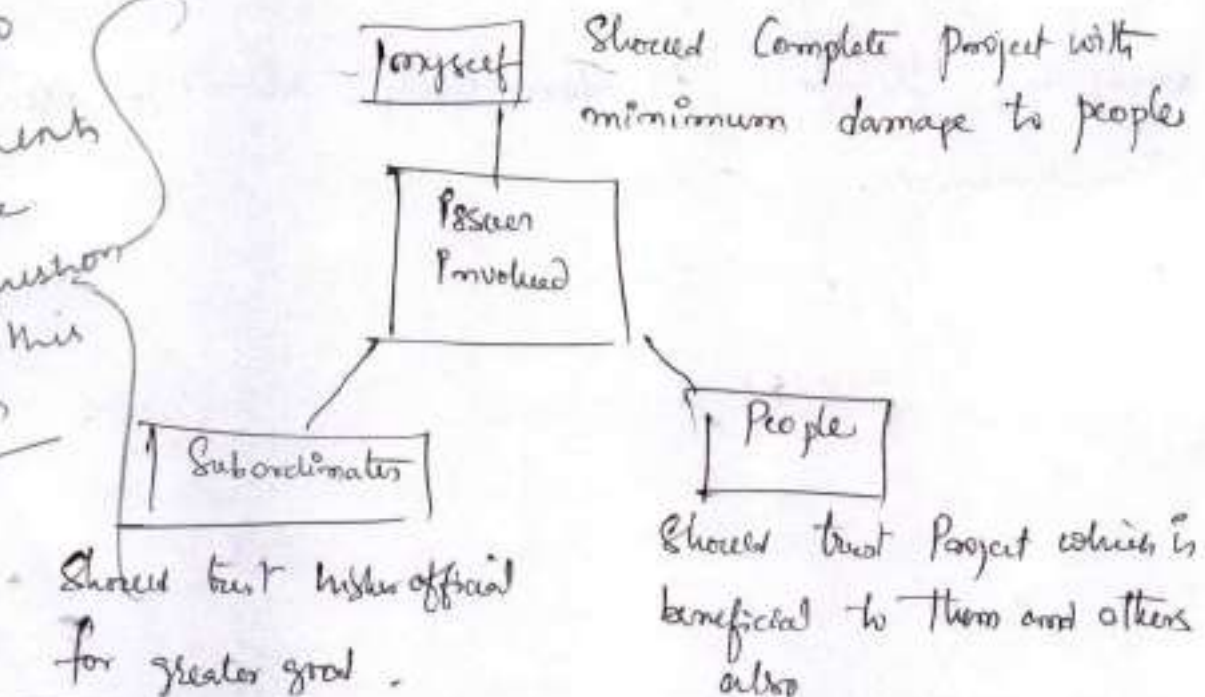 myself
Should Complete project with
minimum damage to people
Issues
Involved
Subordinates
People
Should trust higher official
for greater good.
Should trust Project which is
beneficial to them and others
also
this